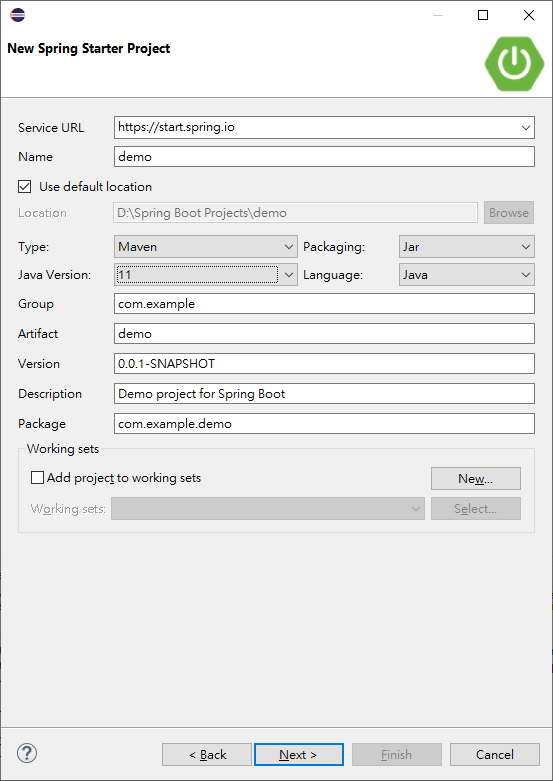 New Spring Starter Project
Service URL https://start.spring.io
Name demo
Use default location
Location D:\Spring Boot Projects\demo Browse
Type: Maven Packaging: Jar
Java Version: 11 Language: Java
Group com.example
Artifact demo
Version 0.0.1-SNAPSHOT
Description Demo project for Spring Boot
Package com.example.demo
Working sets
Add project to working sets New...
Working sets: Select...
? < Back Next > Finish Cancel